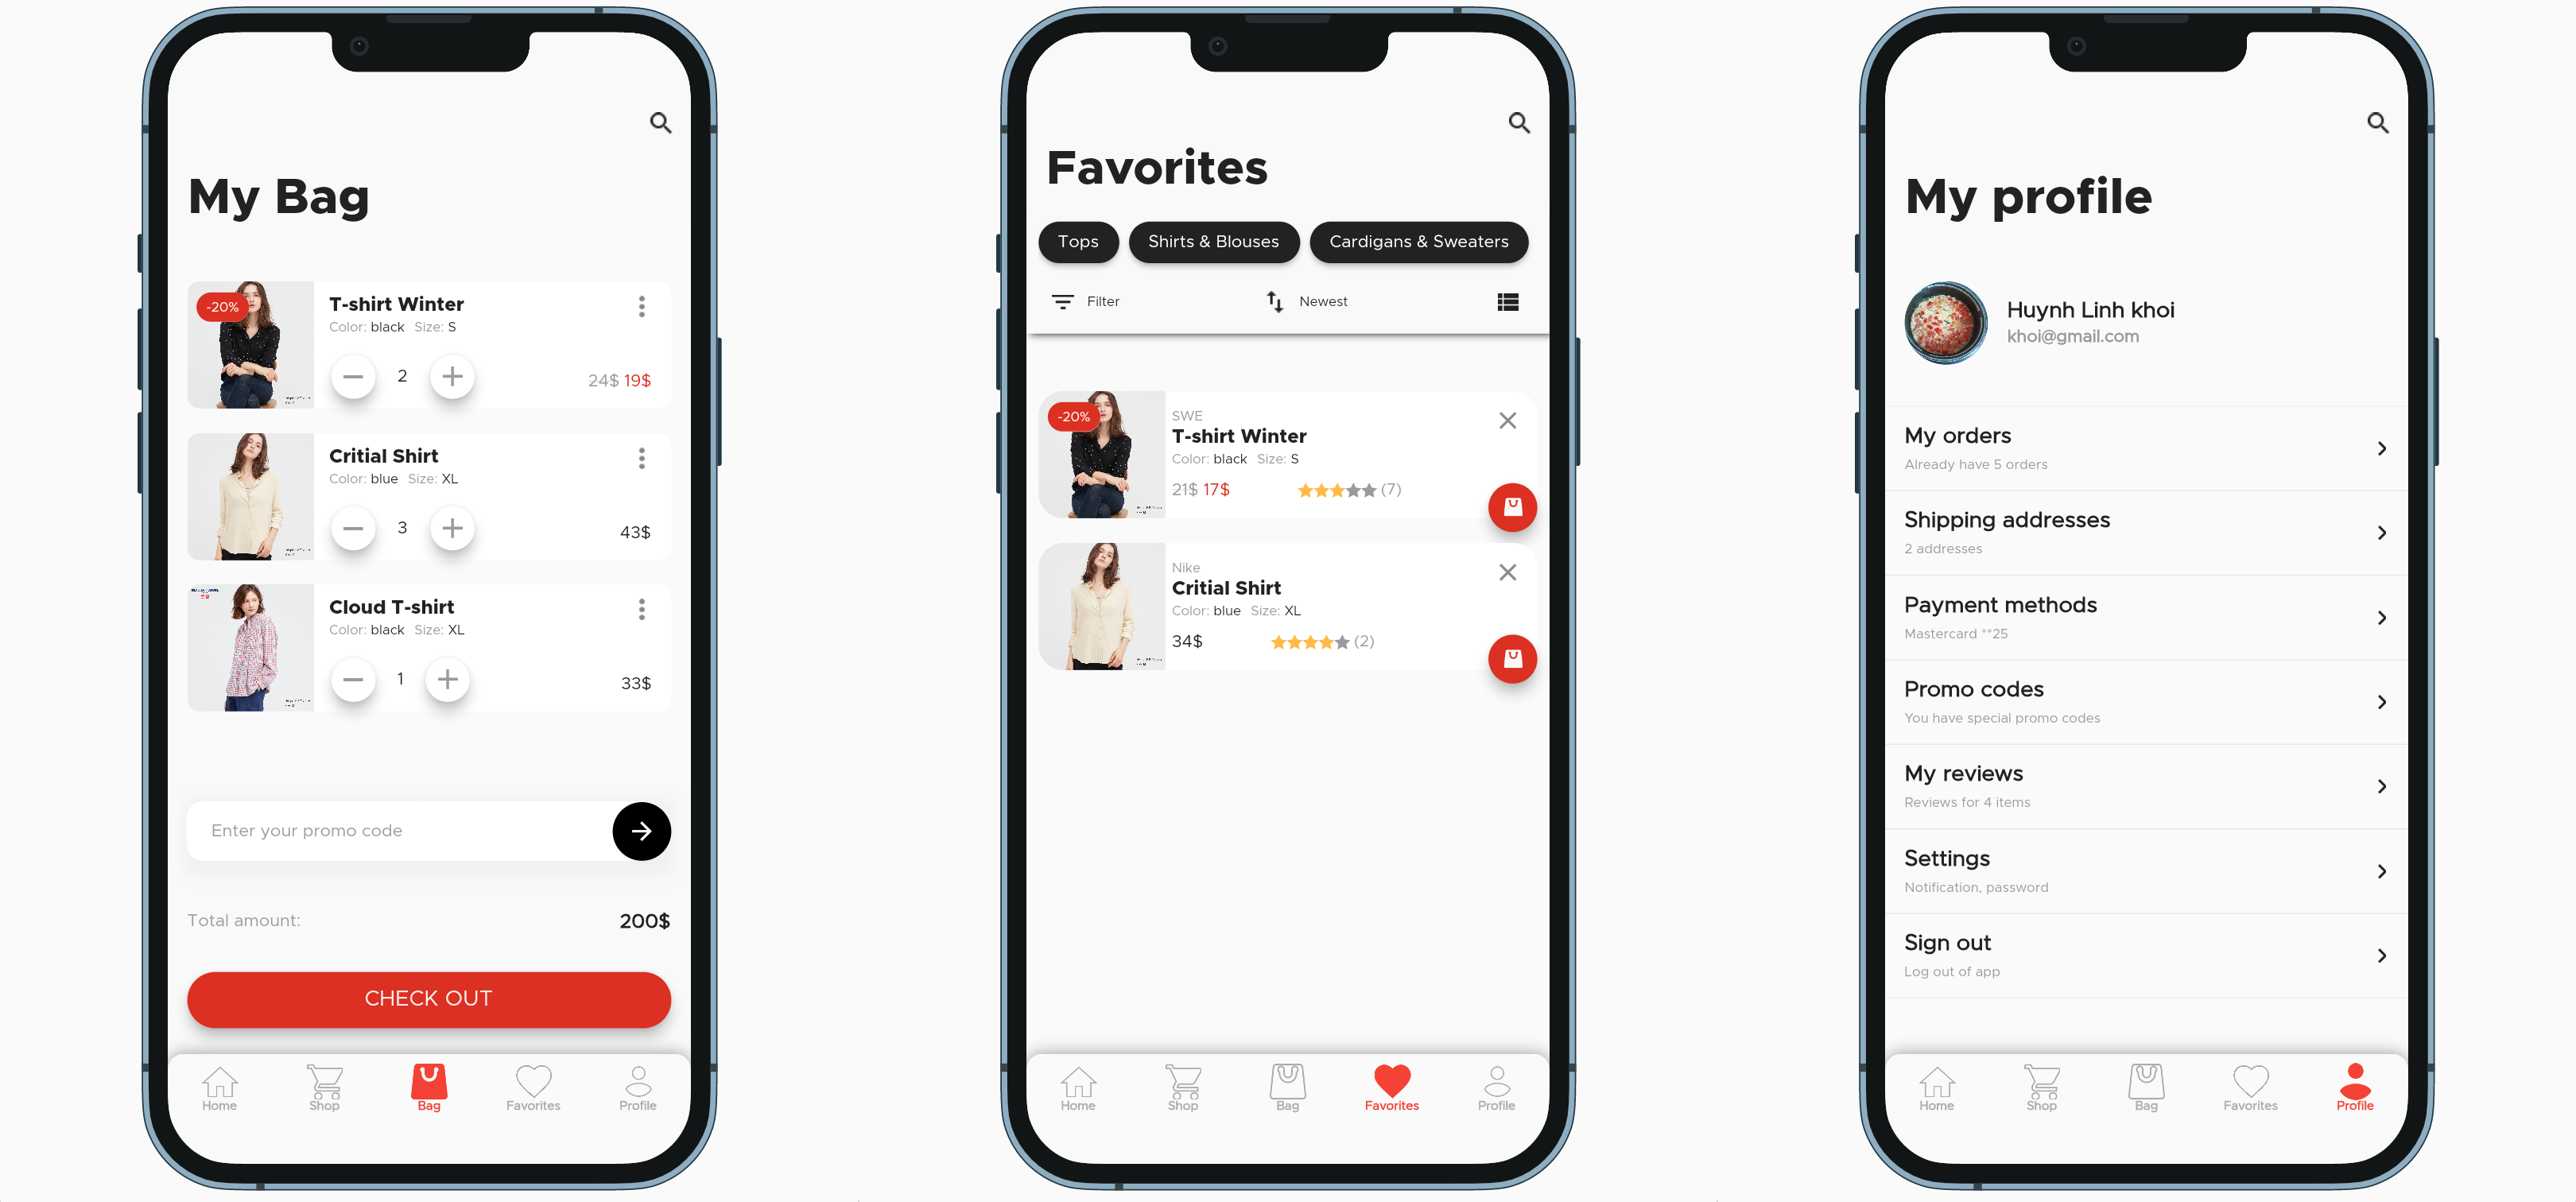 My Bag
-20%
T-shirt Winter
Color: black Size: S
2
24$ 19$
Critial Shirt
Color: blue Size: XL
3
43$
Cloud T-shirt
Color: black Size: XL
1
33$
Enter your promo code
Total amount:
200$
CHECK OUT
Home
Shop
Bag
Favorites
Profile
Favorites
Tops
Shirts & Blouses
Cardigans & Sweaters
Filter
Newest
-20%
SWE
T-shirt Winter
Color: black Size: S
21$ 17$
(7)
Nike
Critial Shirt
Color: blue Size: XL
34$
(2)
Home
Shop
Bag
Favorites
Profile
My profile
Huynh Linh khoi
khoi@gmail.com
My orders
Already have 5 orders
Shipping addresses
2 addresses
Payment methods
Mastercard **25
Promo codes
You have special promo codes
My reviews
Reviews for 4 items
Settings
Notification, password
Sign out
Log out of app
Home
Shop
Bag
Favorites
Profile